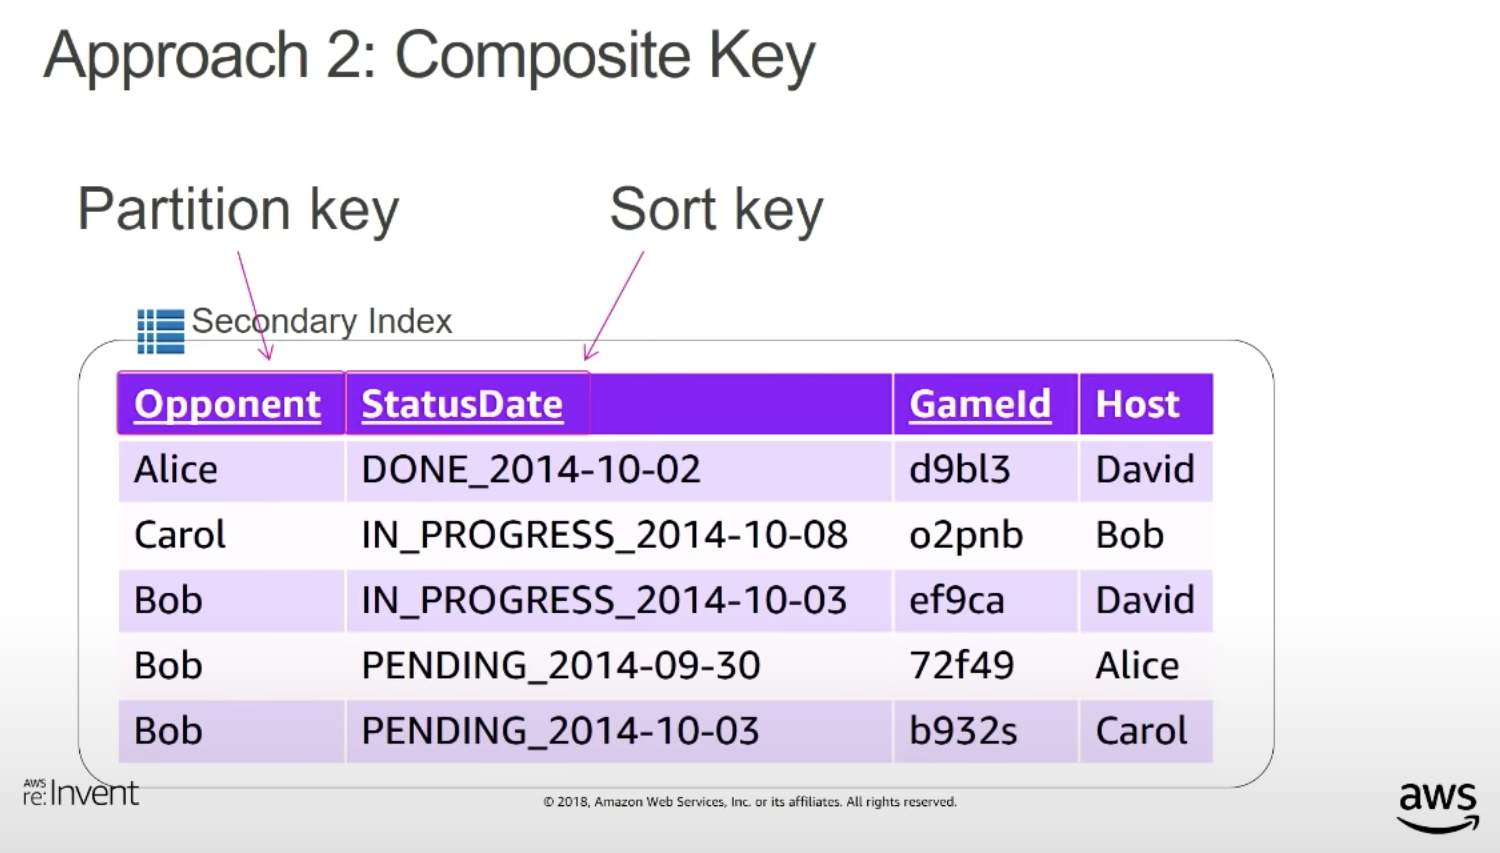 Approach 2: Composite Key
Partition key Sort key
Secondary Index
Opponent StatusDate GameId Host
Alice DONE_2014-10-02 d9bl3 David
Carol IN_PROGRESS_2014-10-08 o2pnb Bob
Bob IN_PROGRESS_2014-10-03 ef9ca David
Bob PENDING_2014-09-30 72f49 Alice
Bob PENDING_2014-10-03 b932s Carol
AWS
re:Invent
© 2018, Amazon Web Services, Inc. or its affiliates. All rights reserved.
aws